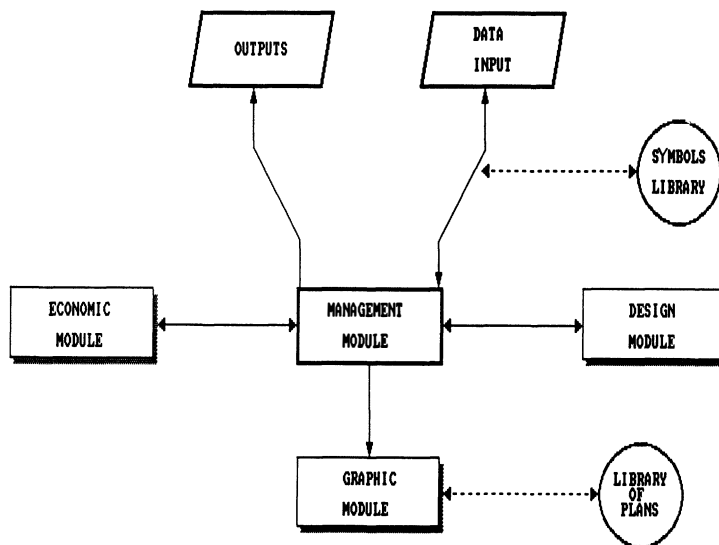 OUTPUTS
DATA
INPUT
SYMBOLS
LIBRARY
ECONOMIC
MODULE
MANAGEMENT
MODULE
DESIGN
MODULE
GRAPHIC
MODULE
LIBRARY
OF
PLANS